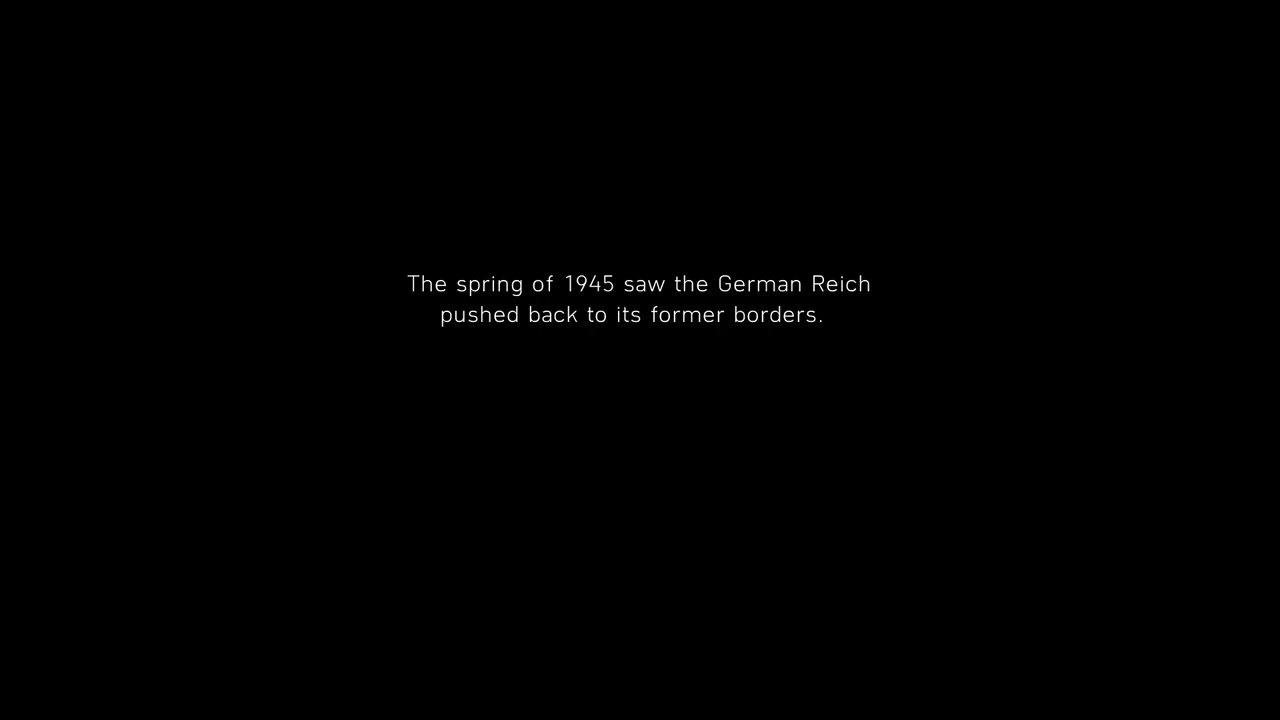 The spring of 1945 saw the German Reich
pushed back to its former borders.